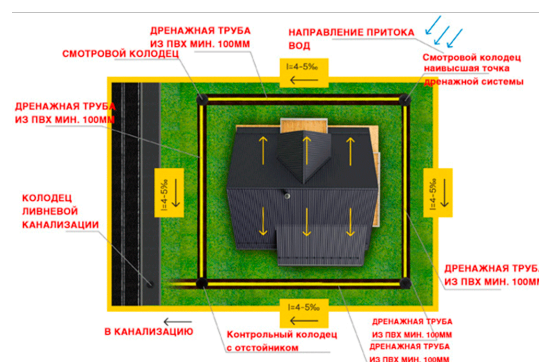 ДРЕНАЖНАЯ ТРУБА
ИЗ ПВХ МИН. 100ММ
НАПРАВЛЕНИЕ ПРИТОКА
ВОД
СМОТРОВОЙ КОЛОДЕЦ
Смотровой колодец
наивысшая точка
дренажной системы
I=4-5‰
ДРЕНАЖНАЯ ТРУБА
ИЗ ПВХ МИН. 100ММ
I=4-5‰
I=4-5‰
КОЛОДЕЦ
ЛИВНЕВОЙ
КАНАЛИЗАЦИИ
ДРЕНАЖНАЯ ТРУБА
ИЗ ПВХ МИН. 100ММ
I=4-5‰
В КАНАЛИЗАЦИЮ
Контрольный колодец
с отстойником
ДРЕНАЖНАЯ ТРУБА
ИЗ ПВХ МИН. 100ММ
ДРЕНАЖНАЯ ТРУБА
ИЗ ПВХ МИН. 100ММ